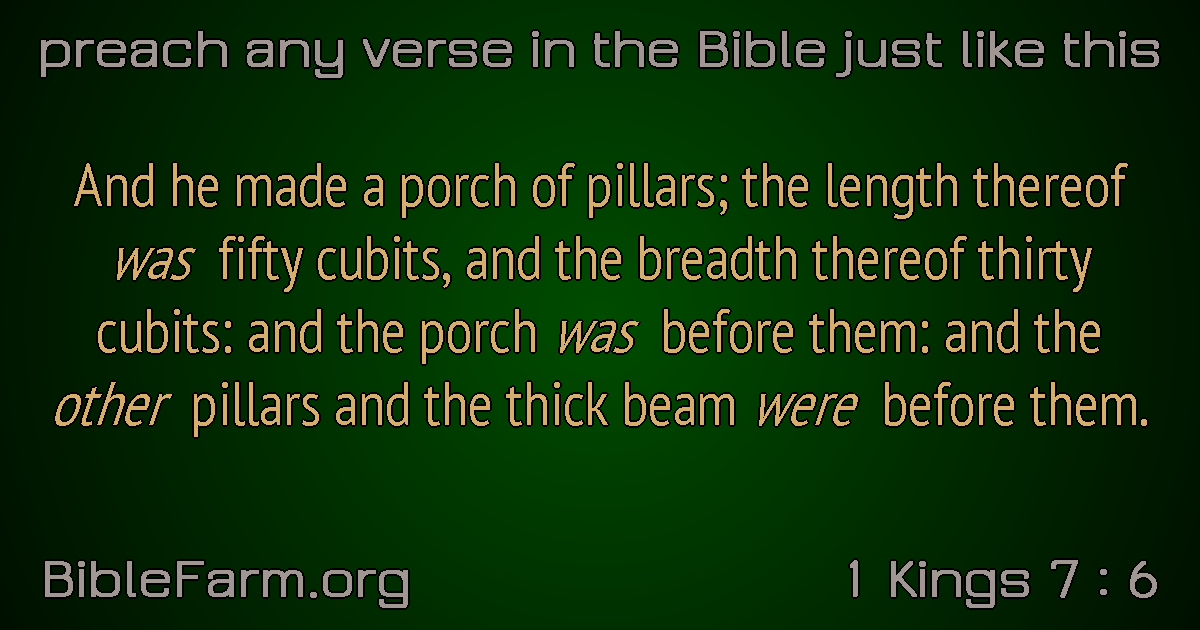 preach any verse in the Bible just like this
And he made a porch of pillars; the length thereof
was fifty cubits, and the breadth thereof thirty
cubits: and the porch was before them: and the
other pillars and the thick beam were before them.
BibleFarm.org
1 Kings 7 : 6